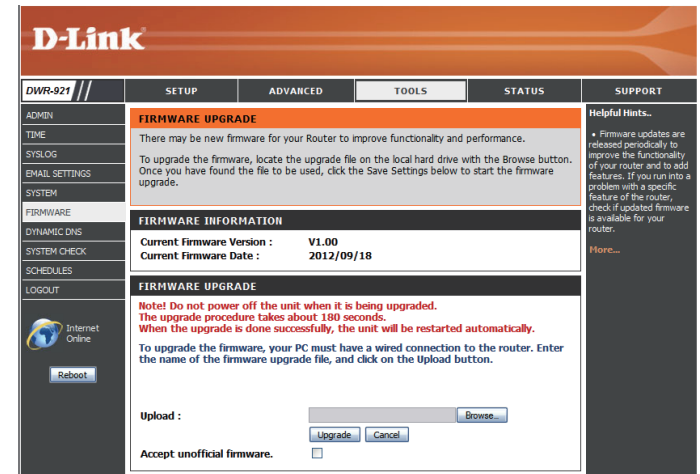 D-Link
DWR-921
SETUP
ADVANCED
TOOLS
STATUS
SUPPORT
ADMIN
TIME
SYSLOG
EMAIL SETTINGS
SYSTEM
FIRMWARE
DYNAMIC DNS
SYSTEM CHECK
SCHEDULES
LOGOUT
Internet
Online
Reboot
FIRMWARE UPGRADE
There may be new firmware for your Router to improve functionality and performance.
To upgrade the firmware, locate the upgrade file on the local hard drive with the Browse button.
Once you have found the file to be used, click the Save Settings below to start the firmware
upgrade.
FIRMWARE INFORMATION
Current Firmware Version : V1.00
Current Firmware Date : 2012/09/18
FIRMWARE UPGRADE
Note! Do not power off the unit when it is being upgraded.
The upgrade procedure takes about 180 seconds.
When the upgrade is done successfully, the unit will be restarted automatically.
To upgrade the firmware, your PC must have a wired connection to the router. Enter
the name of the firmware upgrade file, and click on the Upload button.
Upload : Browse...
Upgrade Cancel
Accept unofficial firmware.
Helpful Hints..
• Firmware updates are
released periodically to
improve the functionality
of your router and to add
features. If you run into a
problem with a specific
feature of the router,
check if updated firmware
is available for your
router.
More...